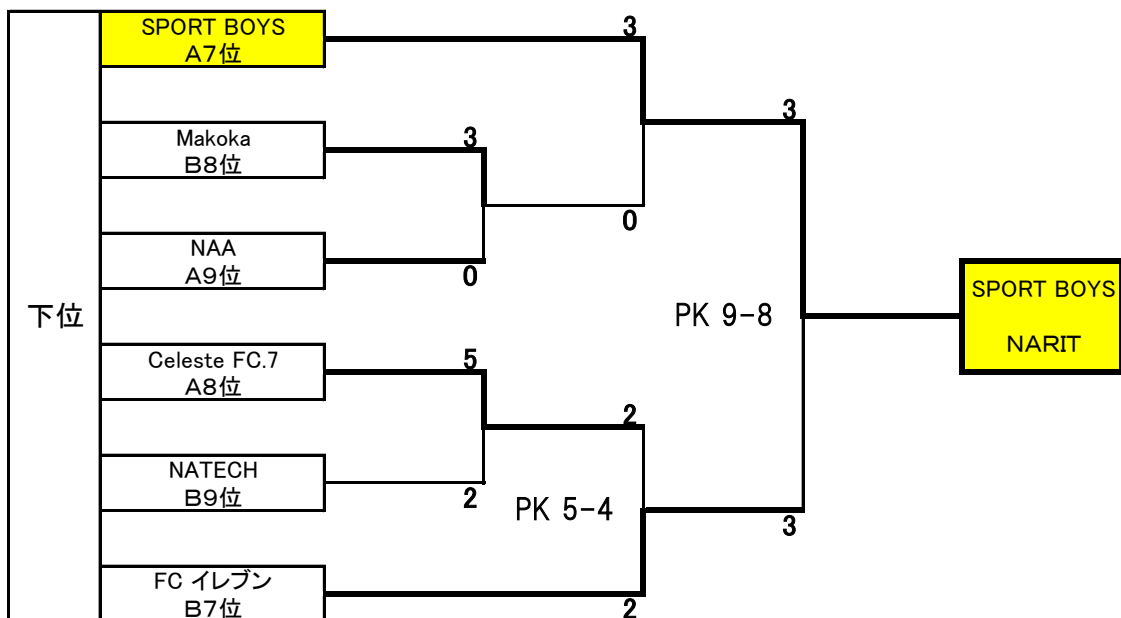 下位
SPORT BOYS
A7位
3
3
Makoka
B8位
3
0
NAA
A9位
0
PK 9-8
SPORT BOYS
NARIT
Celeste FC.7
A8位
5
2
NATECH
B9位
2
PK 5-4
3
FC イレブン
B7位
2